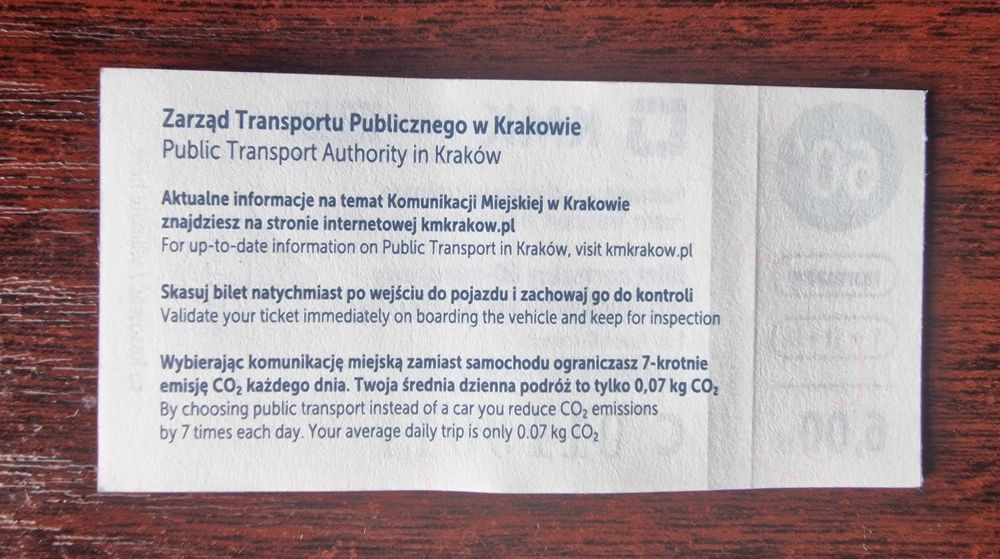 Zarząd Transportu Publicznego w Krakowie
Public Transport Authority in Kraków
Aktualne informacje na temat Komunikacji Miejskiej w Krakowie
znajdziesz na stronie internetowej kmkrakow.pl
For up-to-date information on Public Transport in Kraków, visit kmkrakow.pl
Skasuj bilet natychmiast po wejściu do pojazdu i zachowaj go do kontroli
Validate your ticket immediately on boarding the vehicle and keep for inspection
Wybierając komunikację miejską zamiast samochodu ograniczasz 7-krotnie
emisję CO₂ każdego dnia. Twoja średnia dzienna podróż to tylko 0,07 kg CO₂
By choosing public transport instead of a car you reduce CO₂ emissions
by 7 times each day. Your average daily trip is only 0.07 kg CO₂
60
6,00